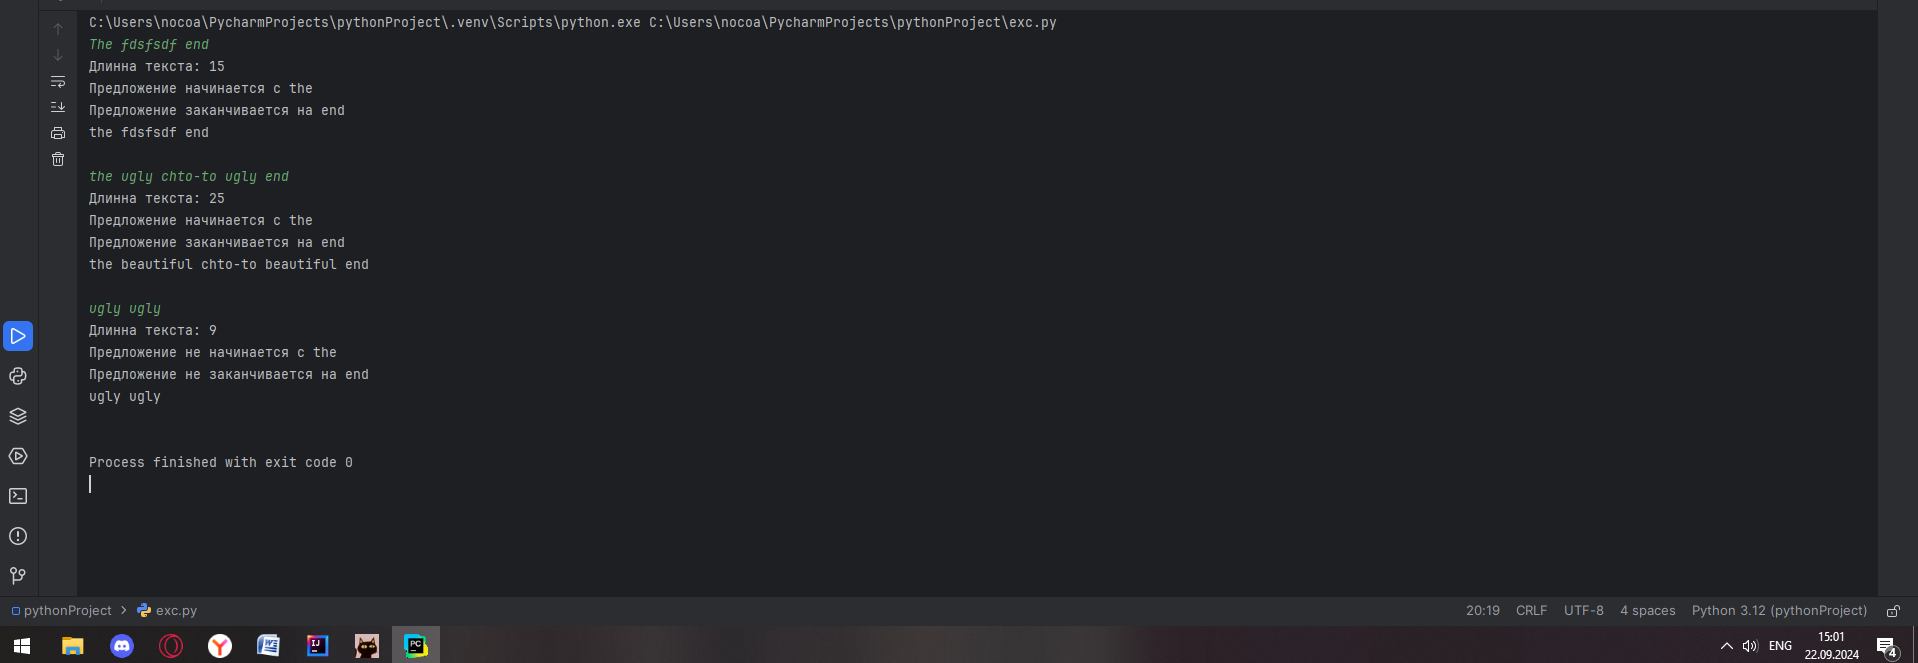 C:\Users\nocoa\PycharmProjects\pythonProject\.venv\Scripts\python.exe C:\Users\nocoa\PycharmProjects\pythonProject\exc.py
The fdsfsdf end
Длинна текста: 15
Предложение начинается с the
Предложение заканчивается на end
the fdsfsdf end
the ugly chto-to ugly end
Длинна текста: 25
Предложение начинается с the
Предложение заканчивается на end
the beautiful chto-to beautiful end
ugly ugly
Длинна текста: 9
Предложение не начинается с the
Предложение не заканчивается на end
ugly ugly
Process finished with exit code 0
pythonProject > exc.py 20:19 CRLF UTF-8 4 spaces Python 3.12 (pythonProject)
ENG 15:01
22.09.2024 4